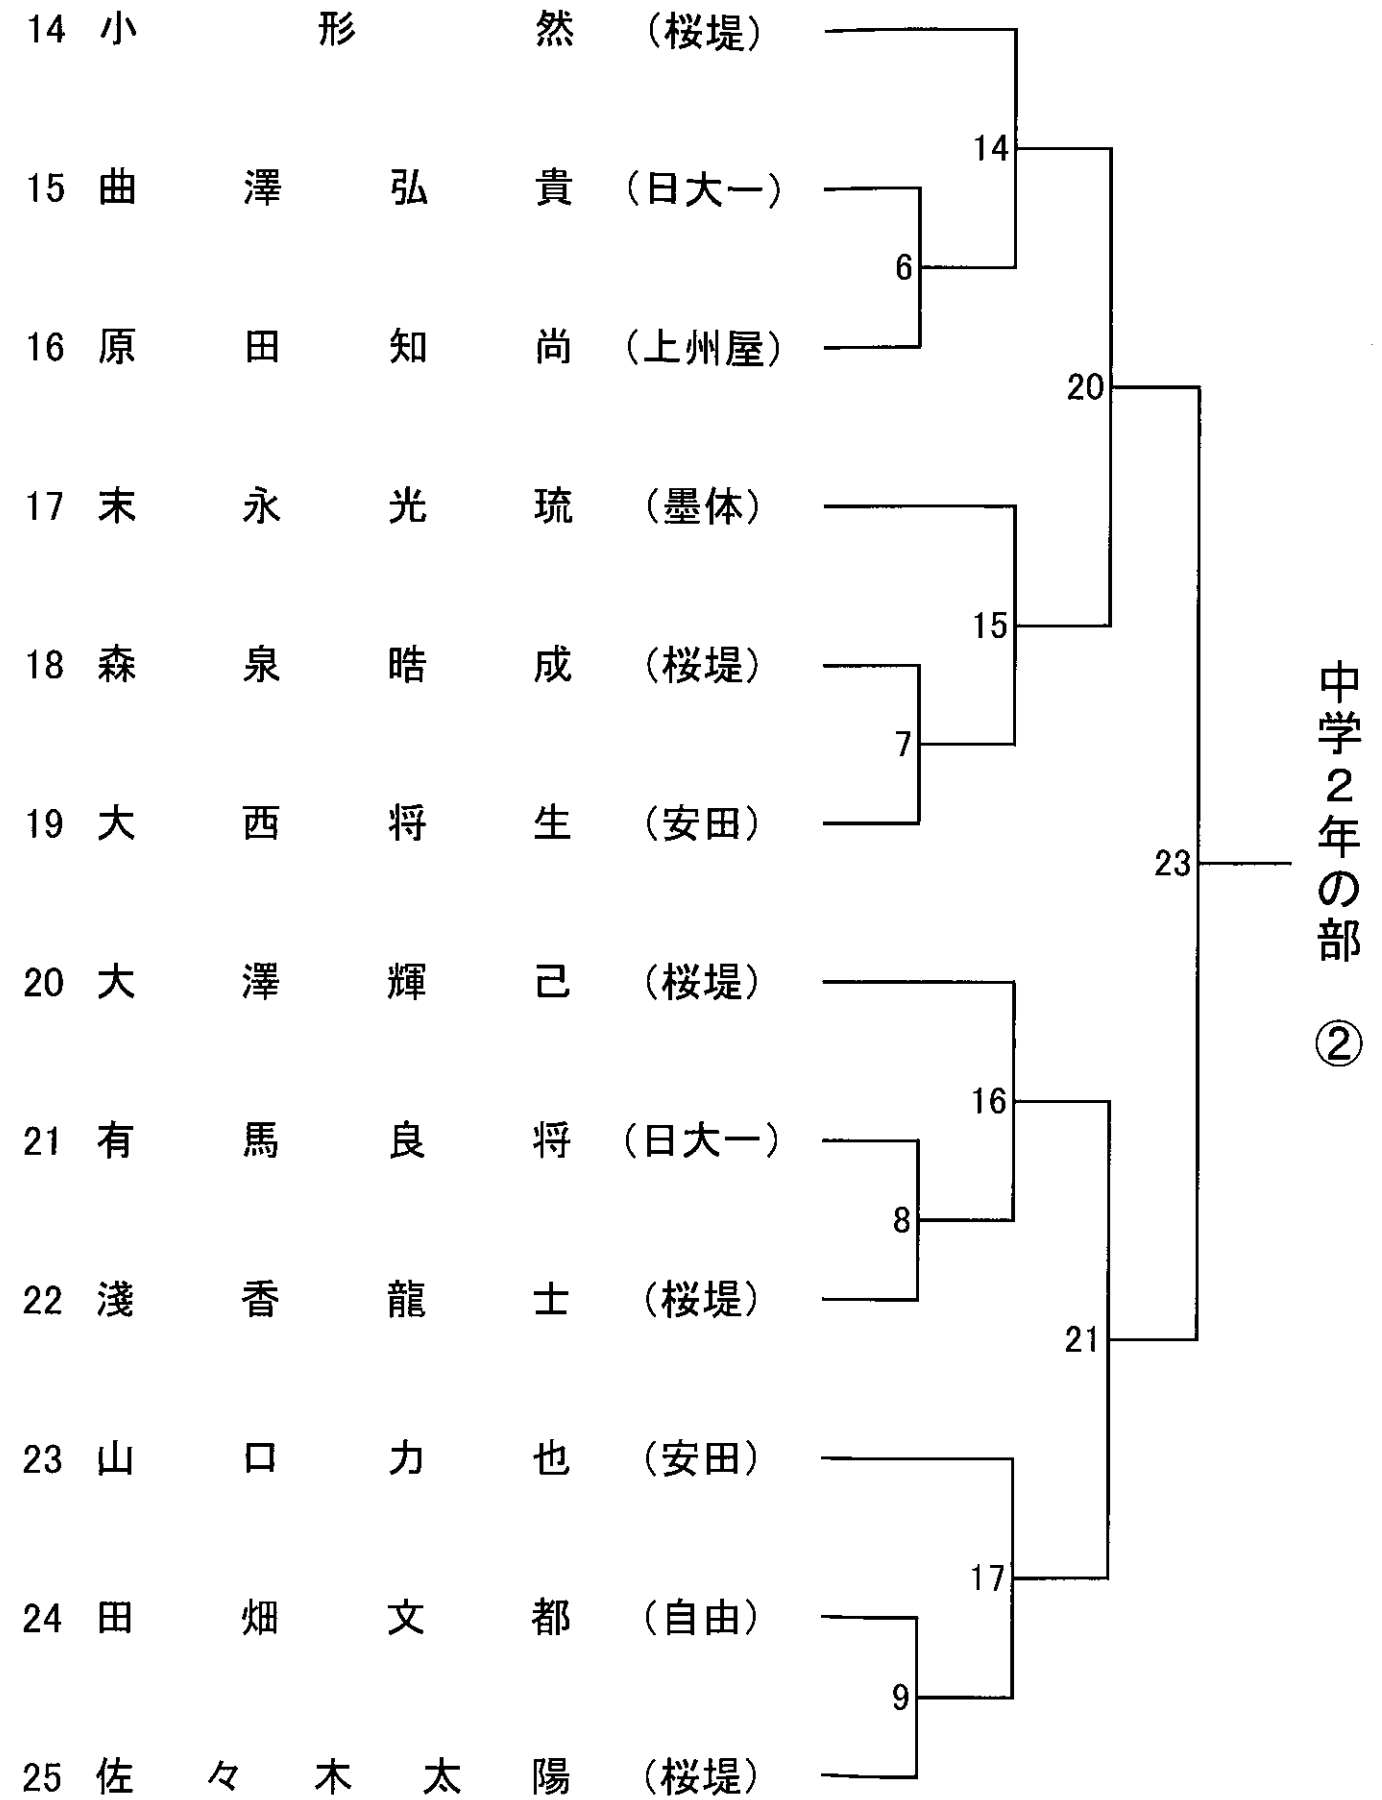 14 小形然 (桜堤)
15 曲澤弘貴 (日大一)
16 原田知尚 (上州屋)
17 末永光琉 (墨体)
18 森泉晧成 (桜堤)
19 大西将生 (安田)
20 大澤輝己 (桜堤)
21 有馬良将 (日大一)
22 淺香龍士 (桜堤)
23 山口力也 (安田)
24 田畑文都 (自由)
25 佐々木太陽 (桜堤)
6
7
8
9
14
15
16
17
20
21
23
中学2年の部 ②